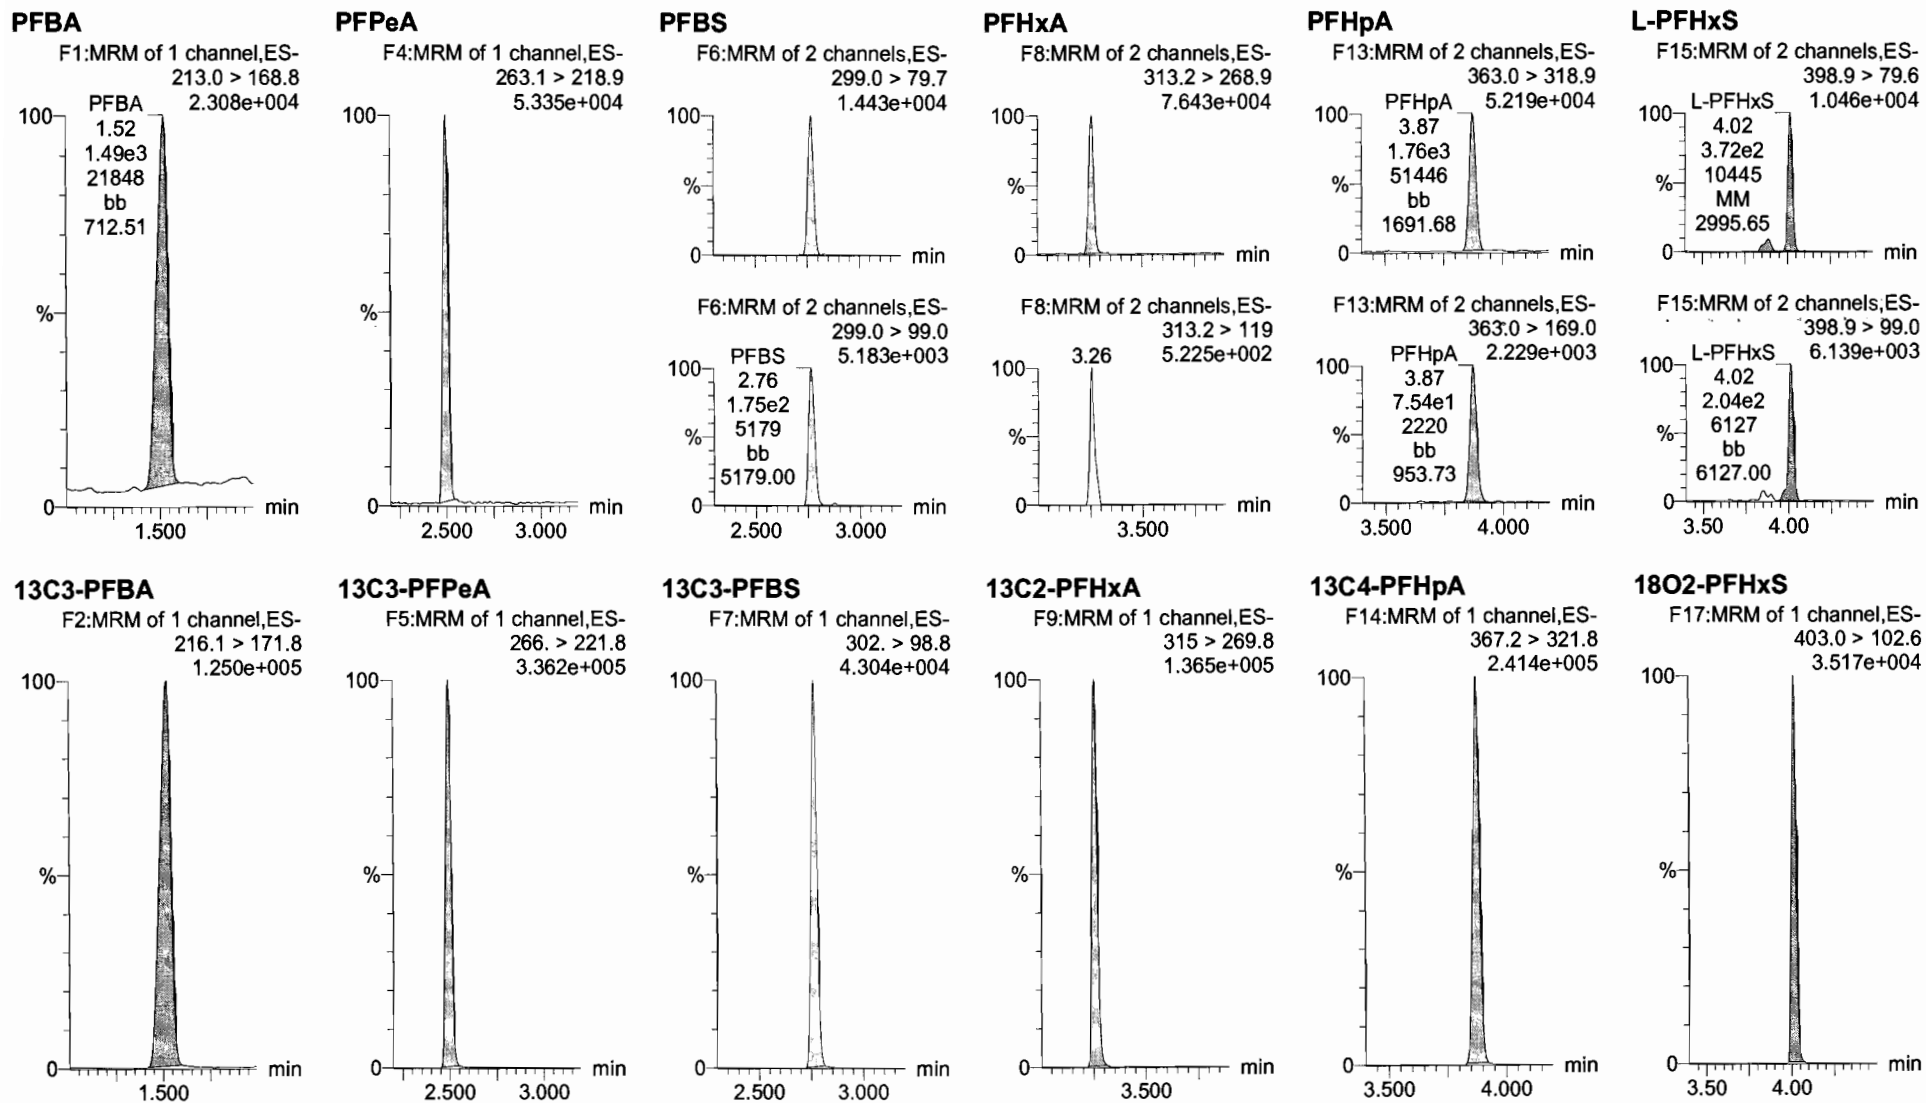 PFBA
F1:MRM of 1 channel,ES-
213.0 > 168.8
2.308e+004
PFBA
1.52
1.49e3
21848
bb
712.51
100
%
0
min
1.500
PFPeA
F4:MRM of 1 channel,ES-
263.1 > 218.9
5.335e+004
100
%
0
min
2.500 3.000
PFBS
F6:MRM of 2 channels,ES-
299.0 > 79.7
1.443e+004
100
%
0
min
F6:MRM of 2 channels,ES-
299.0 > 99.0
5.183e+003
PFBS
2.76
1.75e2
5179
bb
5179.00
100
%
0
min
2.500 3.000
PFHxA
F8:MRM of 2 channels,ES-
313.2 > 268.9
7.643e+004
100
%
0
min
F8:MRM of 2 channels,ES-
313.2 > 119
3.26 5.225e+002
100
%
0
min
3.500
PFHpA
F13:MRM of 2 channels,ES-
363.0 > 318.9
5.219e+004
PFHpA
3.87
1.76e3
51446
bb
1691.68
100
%
0
min
F13:MRM of 2 channels,ES-
363.0 > 169.0
2.229e+003
PFHpA
3.87
7.54e1
2220
bb
953.73
100
%
0
min
3.500 4.000
L-PFHxS
F15:MRM of 2 channels,ES-
398.9 > 79.6
1.046e+004
L-PFHxS
4.02
3.72e2
10445
MM
2995.65
100
%
0
min
F15:MRM of 2 channels,ES-
398.9 > 99.0
6.139e+003
L-PFHxS
4.02
2.04e2
6127
bb
6127.00
100
%
0
min
3.50 4.00
13C3-PFBA
F2:MRM of 1 channel,ES-
216.1 > 171.8
1.250e+005
100
%
0
min
1.500
13C3-PFPeA
F5:MRM of 1 channel,ES-
266. > 221.8
3.362e+005
100
%
0
min
2.500 3.000
13C3-PFBS
F7:MRM of 1 channel,ES-
302. > 98.8
4.304e+004
100
%
0
min
2.500 3.000
13C2-PFHxA
F9:MRM of 1 channel,ES-
315 > 269.8
1.365e+005
100
%
0
min
3.500
13C4-PFHpA
F14:MRM of 1 channel,ES-
367.2 > 321.8
2.414e+005
100
%
0
min
3.500 4.000
18O2-PFHxS
F17:MRM of 1 channel,ES-
403.0 > 102.6
3.517e+004
100
%
0
min
3.50 4.00